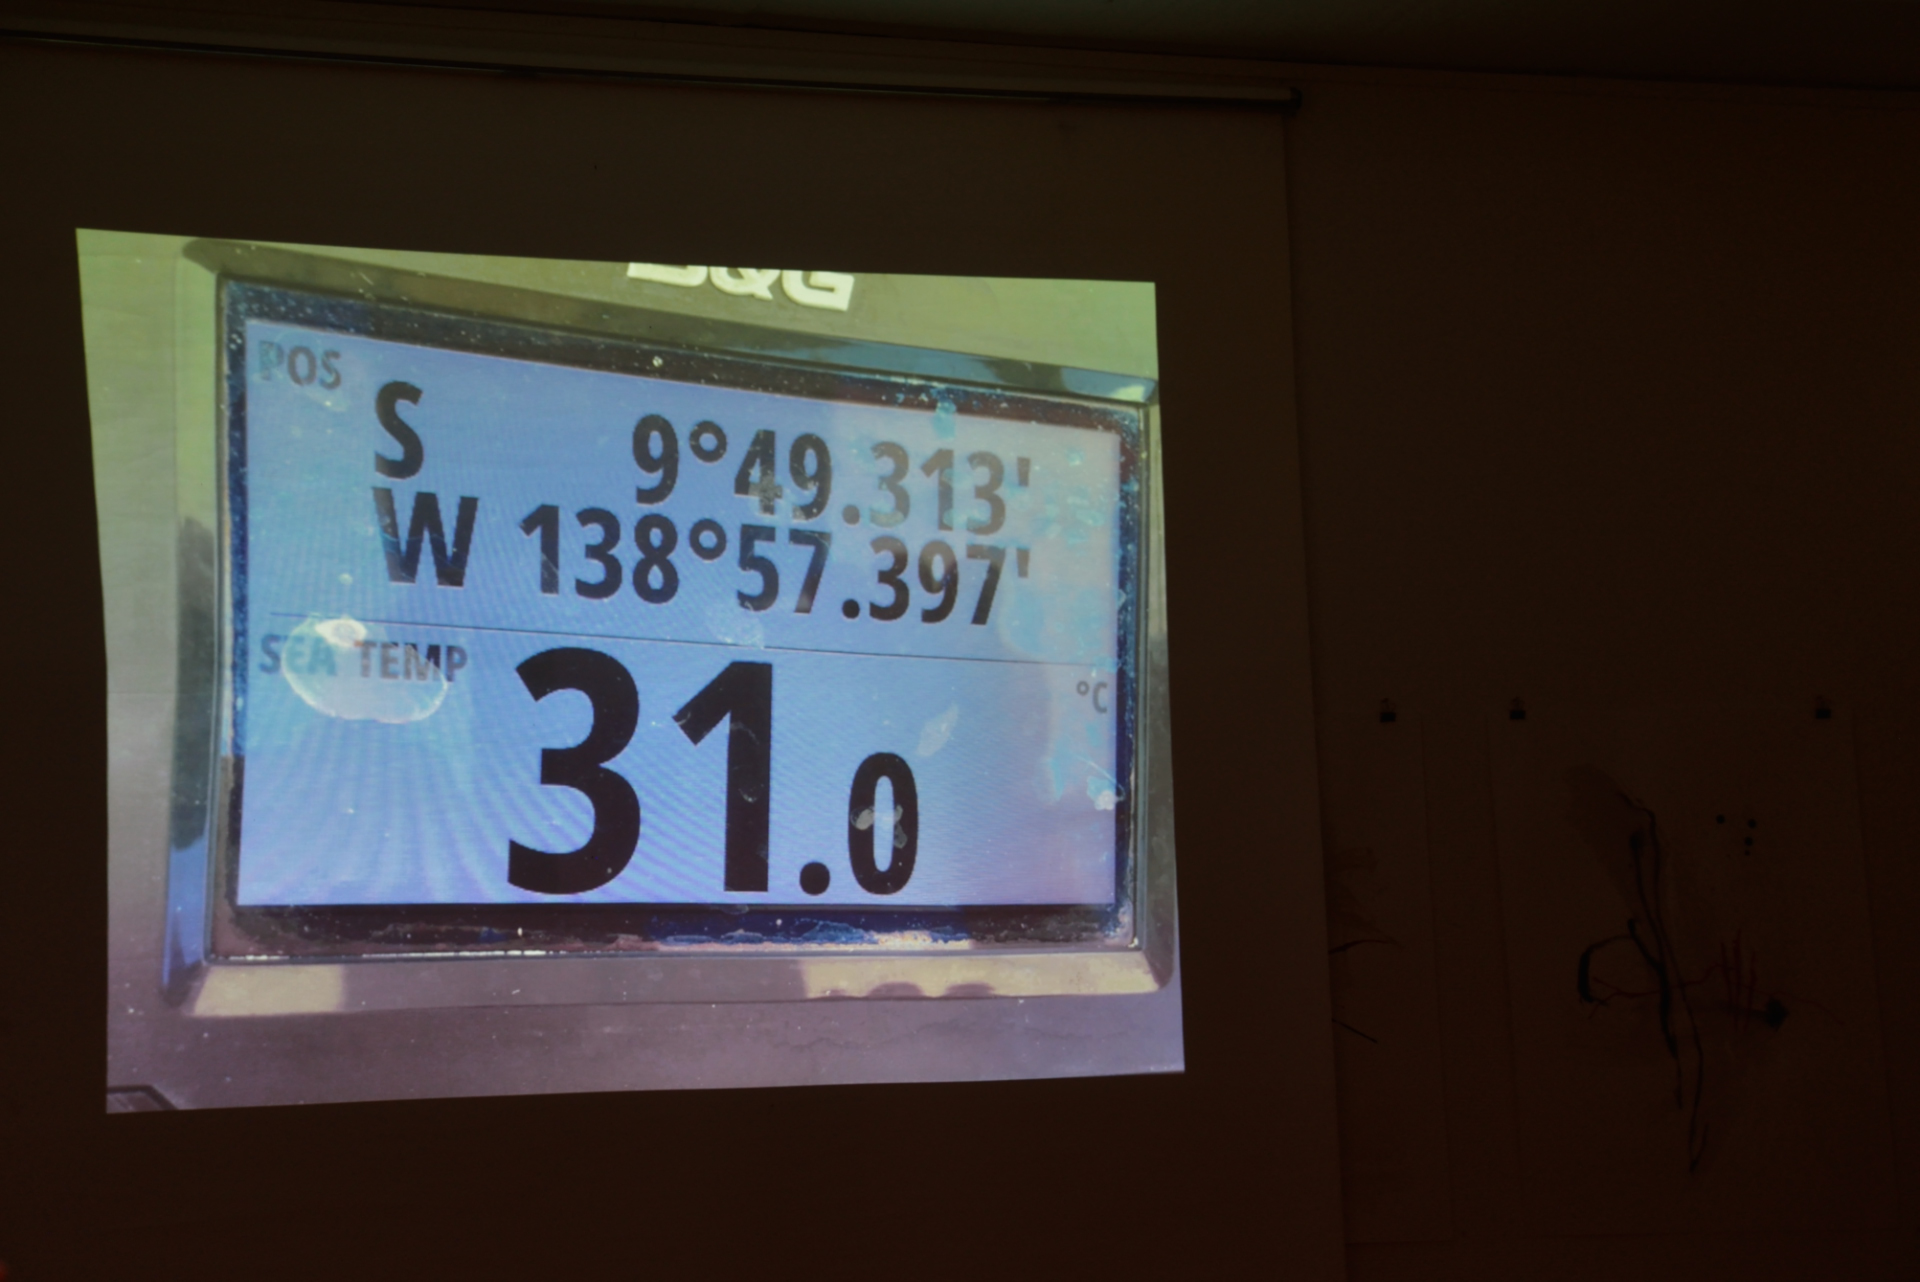 B&G
POS
S 9°49.313'
W 138°57.397'
SEA TEMP
°C
31.0